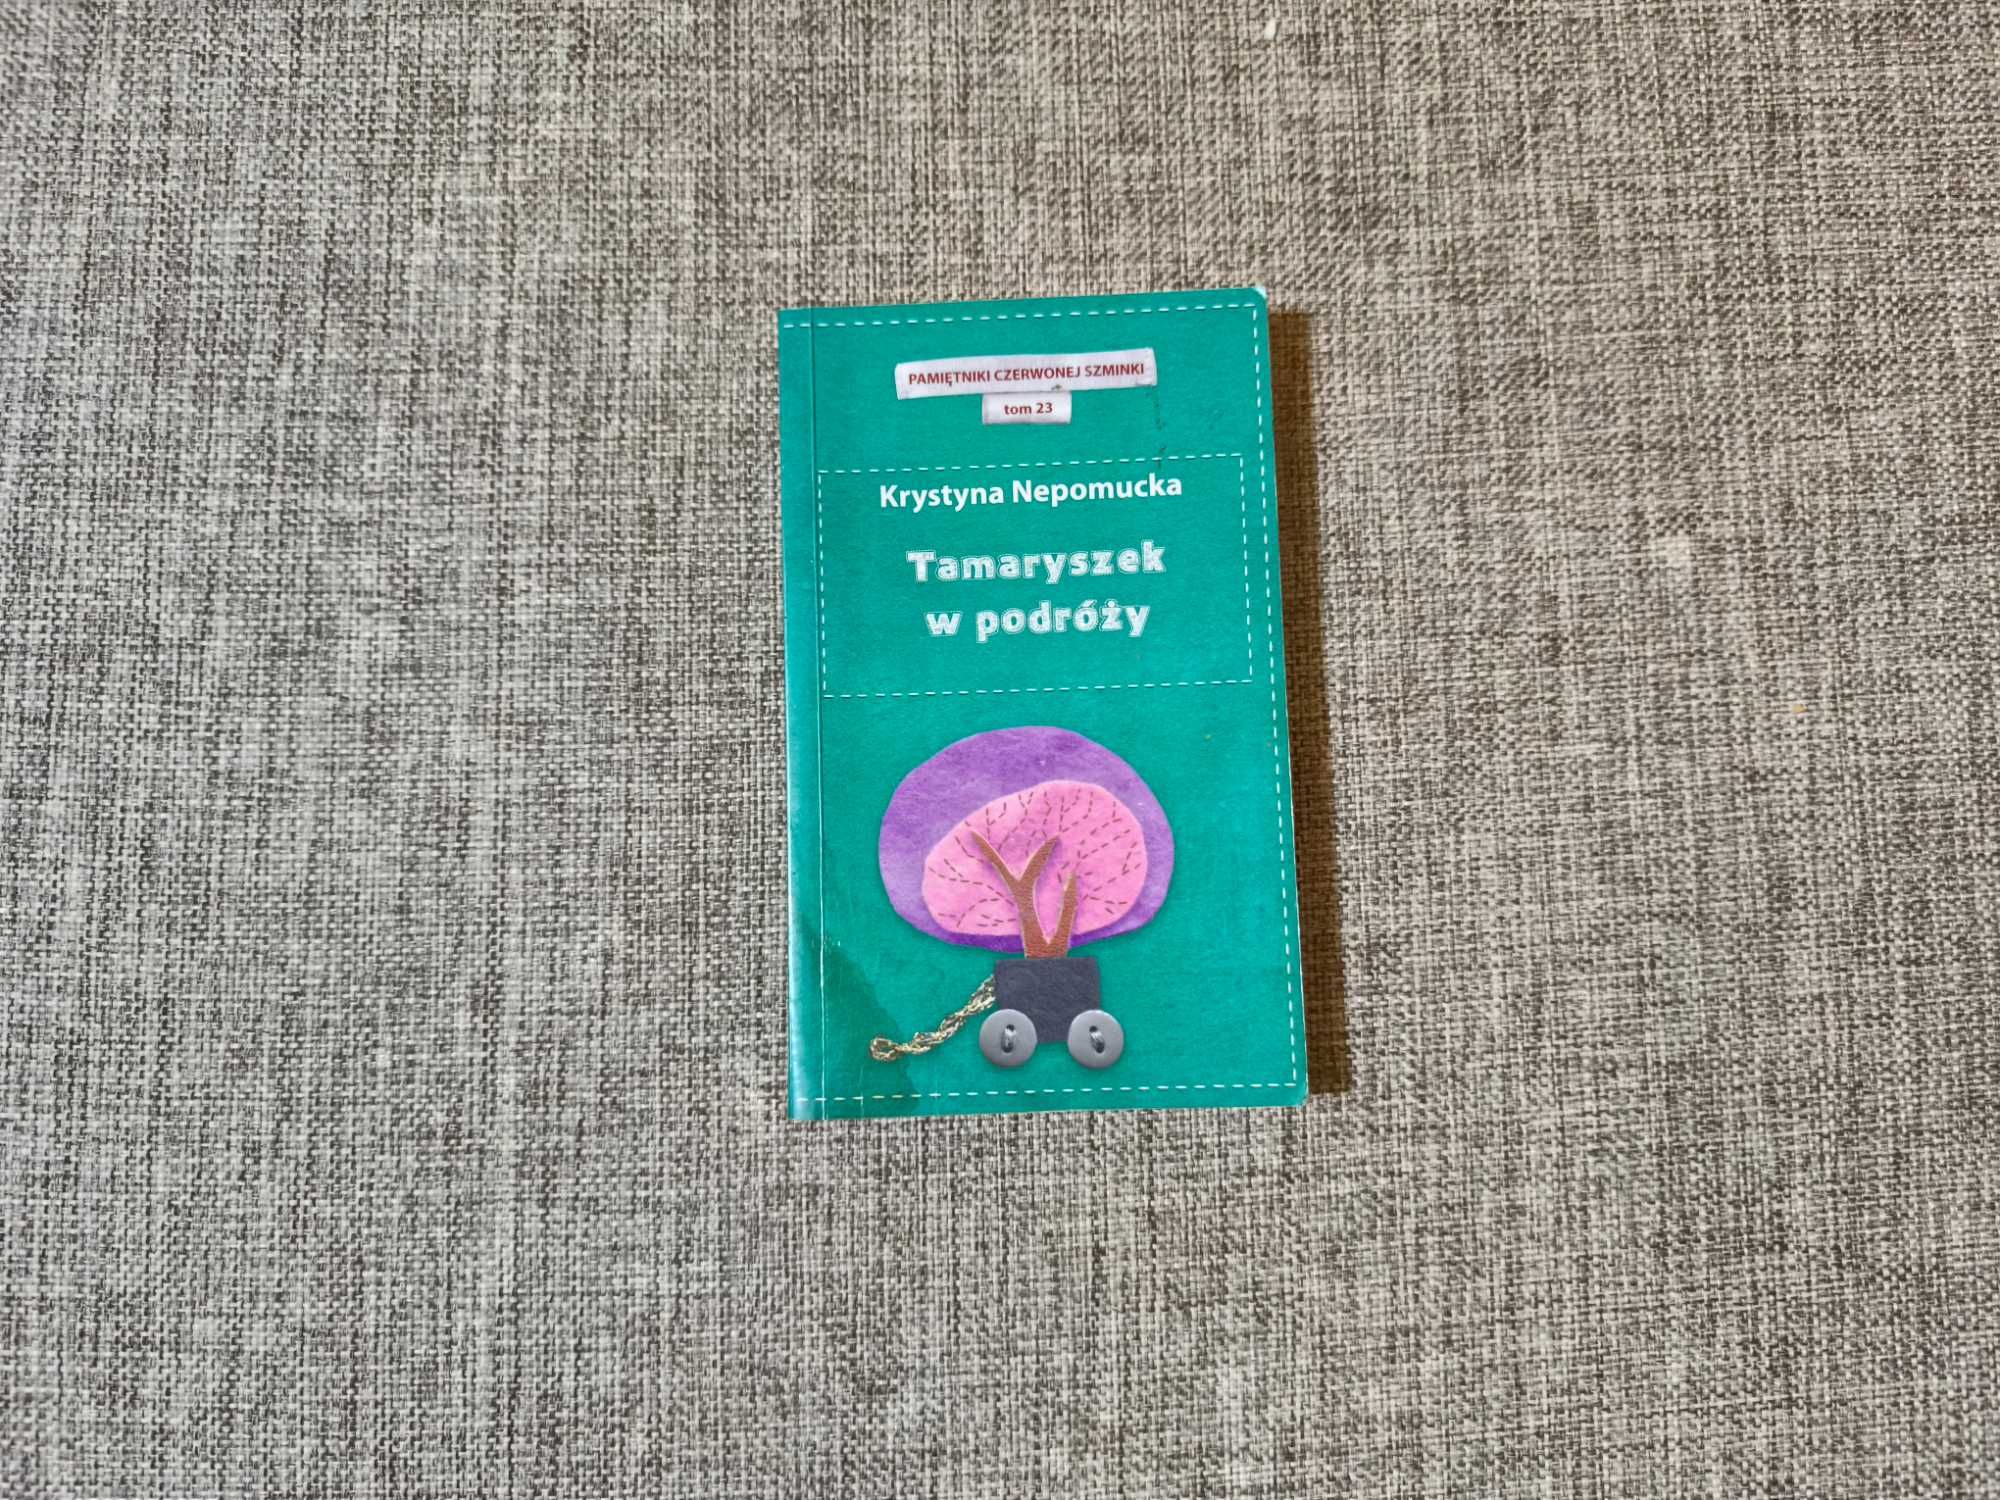 PAMIĘTNIKI CZERWONEJ SZMINKI
tom 23
Krystyna Nepomucka
Tamaryszek
w podróży